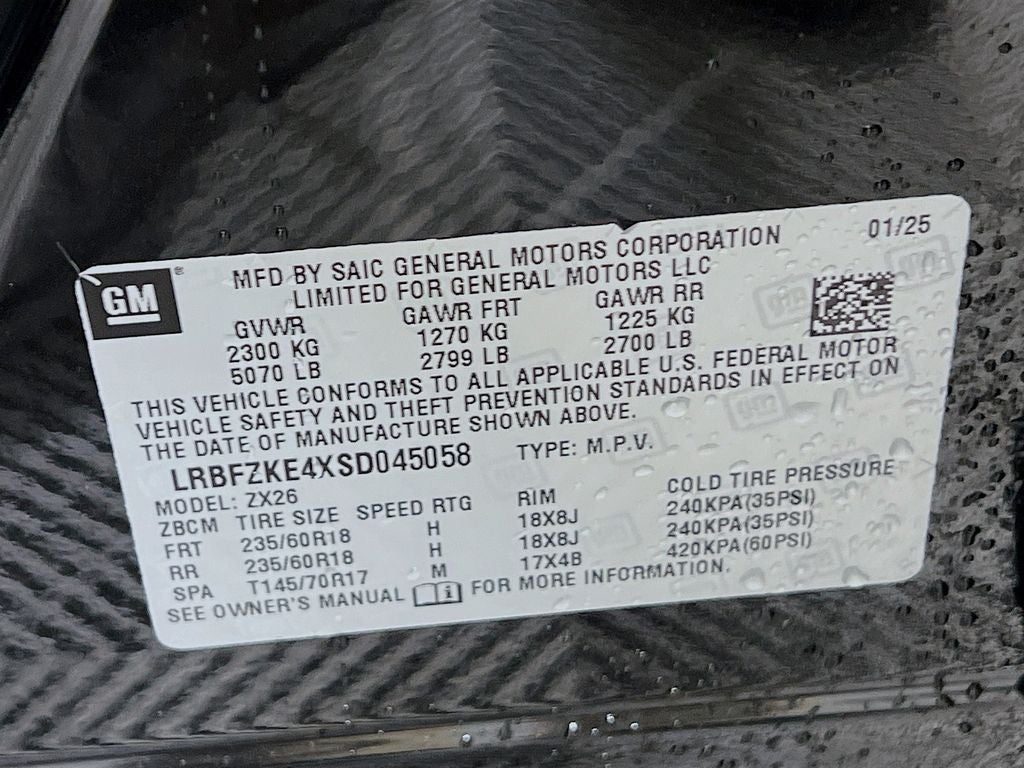 GM ®
MFD BY SAIC GENERAL MOTORS CORPORATION 01/25
LIMITED FOR GENERAL MOTORS LLC
GVWR GAWR FRT GAWR RR
2300 KG 1270 KG 1225 KG
5070 LB 2799 LB 2700 LB
THIS VEHICLE CONFORMS TO ALL APPLICABLE U.S. FEDERAL MOTOR
VEHICLE SAFETY AND THEFT PREVENTION STANDARDS IN EFFECT ON
THE DATE OF MANUFACTURE SHOWN ABOVE.
LRBFZKE4XSD045058 TYPE: M.P.V.
MODEL: ZX26
ZBCM TIRE SIZE SPEED RTG RIM COLD TIRE PRESSURE
FRT 235/60R18 H 18X8J 240KPA(35PSI)
RR 235/60R18 H 18X8J 240KPA(35PSI)
SPA T145/70R17 M 17X4B 420KPA(60PSI)
SEE OWNER'S MANUAL i FOR MORE INFORMATION.